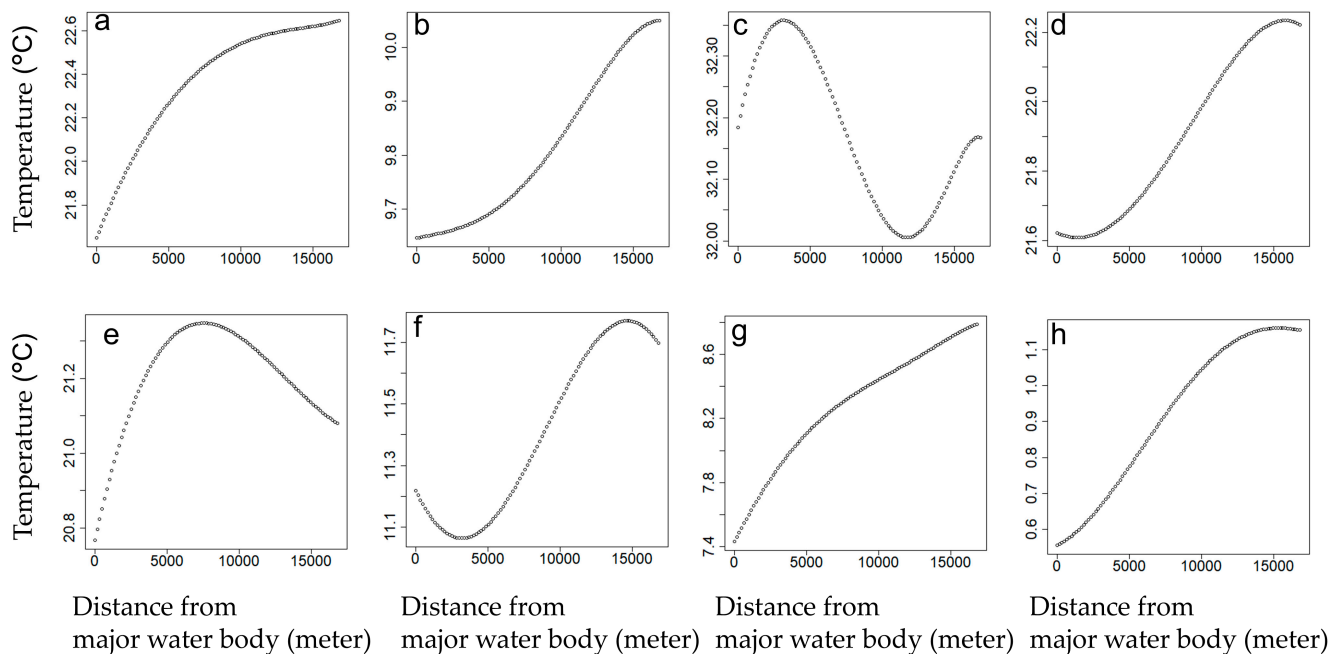 a
b
c
d
Temperature (°C)
22.6
22.4
22.2
22.0
21.8
10.0
9.9
9.8
9.7
32.30
32.20
32.10
32.00
22.2
22.0
21.8
21.6
0 5000 10000 15000
0 5000 10000 15000
0 5000 10000 15000
0 5000 10000 15000
e
f
g
h
Temperature (°C)
21.2
21.0
20.8
11.7
11.5
11.3
11.1
8.6
8.2
7.8
7.4
1.1
1.0
0.9
0.8
0.7
0.6
0 5000 10000 15000
0 5000 10000 15000
0 5000 10000 15000
0 5000 10000 15000
Distance from
major water body (meter)
Distance from
major water body (meter)
Distance from
major water body (meter)
Distance from
major water body (meter)